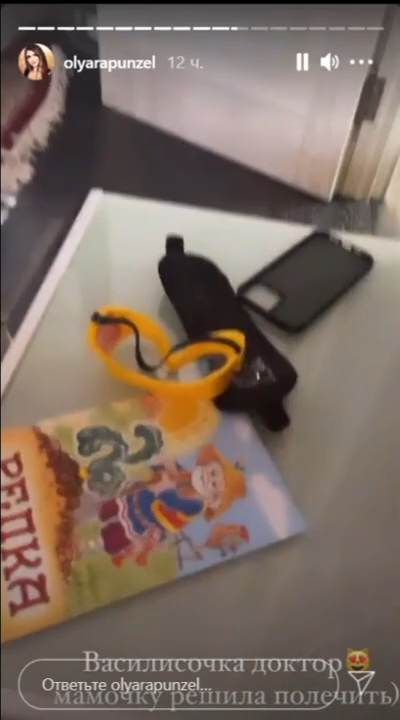 olyarapunzel 12 ч.
РЕПКА
Василисочка доктор😻
Ответьте olyarapunzel...
мамочку решила полечить)